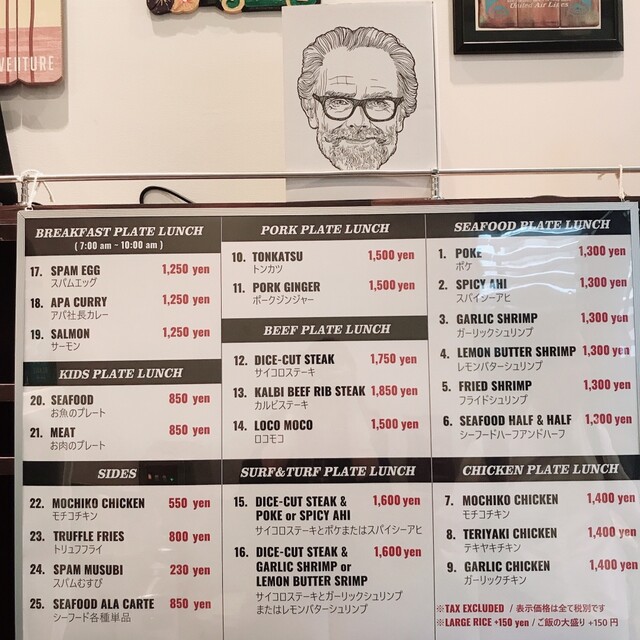 VENTURE
United Air Lines
BREAKFAST PLATE LUNCH
( 7:00 am - 10:00 am )
17. SPAM EGG 1,250 yen
スパムエッグ
18. APA CURRY 1,250 yen
アパ社長カレー
19. SALMON 1,250 yen
サーモン
KIDS PLATE LUNCH
20. SEAFOOD 850 yen
お魚のプレート
21. MEAT 850 yen
お肉のプレート
SIDES
22. MOCHIKO CHICKEN 550 yen
モチコチキン
23. TRUFFLE FRIES 800 yen
トリュフフライ
24. SPAM MUSUBI 230 yen
スパムむすび
25. SEAFOOD ALA CARTE 850 yen
シーフード各種単品
PORK PLATE LUNCH
10. TONKATSU 1,500 yen
トンカツ
11. PORK GINGER 1,500 yen
ポークジンジャー
BEEF PLATE LUNCH
12. DICE-CUT STEAK 1,750 yen
サイコロステーキ
13. KALBI BEEF RIB STEAK 1,850 yen
カルビステーキ
14. LOCO MOCO 1,500 yen
ロコモコ
SURF&TURF PLATE LUNCH
15. DICE-CUT STEAK & 1,600 yen
POKE or SPICY AHI
サイコロステーキとポケまたはスパイシーアヒ
16. DICE-CUT STEAK & 1,600 yen
GARLIC SHRIMP or
LEMON BUTTER SRIMP
サイコロステーキとガーリックシュリンプ
またはレモンバターシュリンプ
SEAFOOD PLATE LUNCH
1. POKE 1,300 yen
ポケ
2. SPICY AHI 1,300 yen
スパイシーアヒ
3. GARLIC SHRIMP 1,300 yen
ガーリックシュリンプ
4. LEMON BUTTER SHRIMP 1,300 yen
レモンバターシュリンプ
5. FRIED SHRIMP 1,300 yen
フライドシュリンプ
6. SEAFOOD HALF & HALF 1,300 yen
シーフードハーフアンドハーフ
CHICKEN PLATE LUNCH
7. MOCHIKO CHICKEN 1,400 yen
モチコチキン
8. TERIYAKI CHICKEN 1,400 yen
テキヤキチキン
9. GARLIC CHICKEN 1,400 yen
ガーリックチキン
※TAX EXCLUDED / 表示価格は全て税別です
※LARGE RICE +150 yen / ご飯の大盛り +150 円